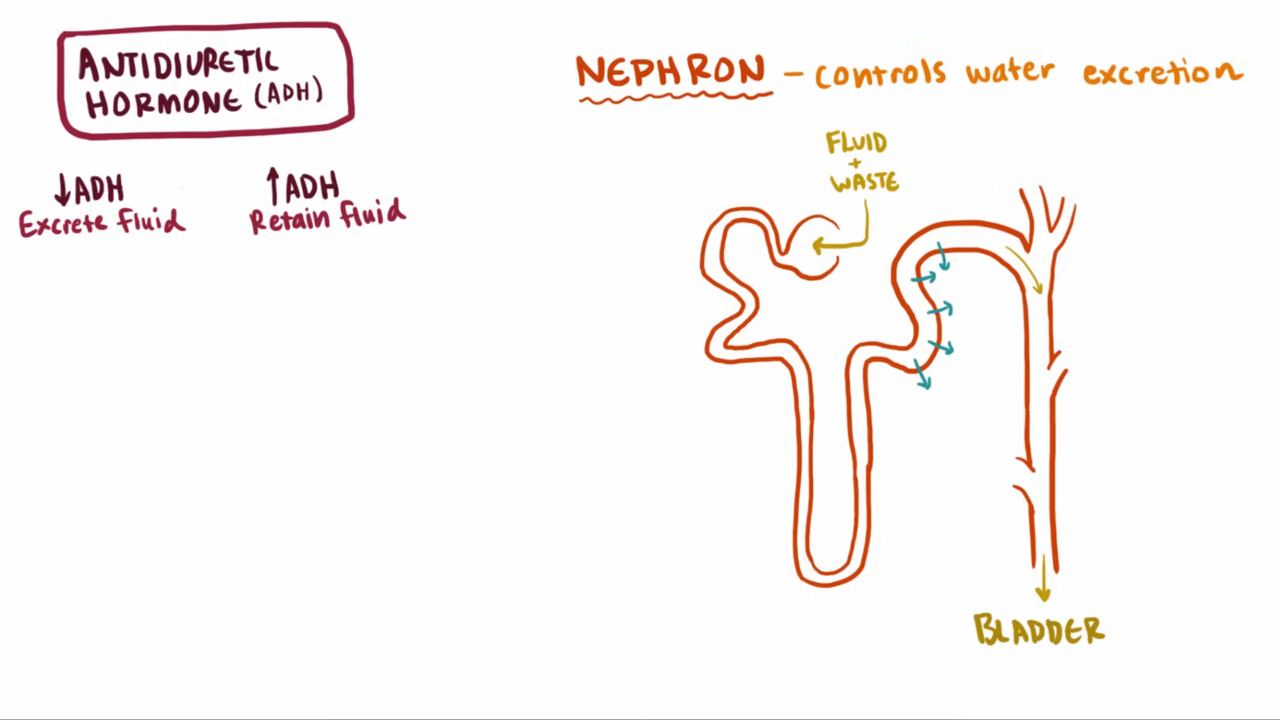 ANTIDIURETIC
HORMONE (ADH)
↓ADH
Excrete fluid
↑ADH
Retain fluid
NEPHRON - controls water excretion
FLUID
+
WASTE
BLADDER